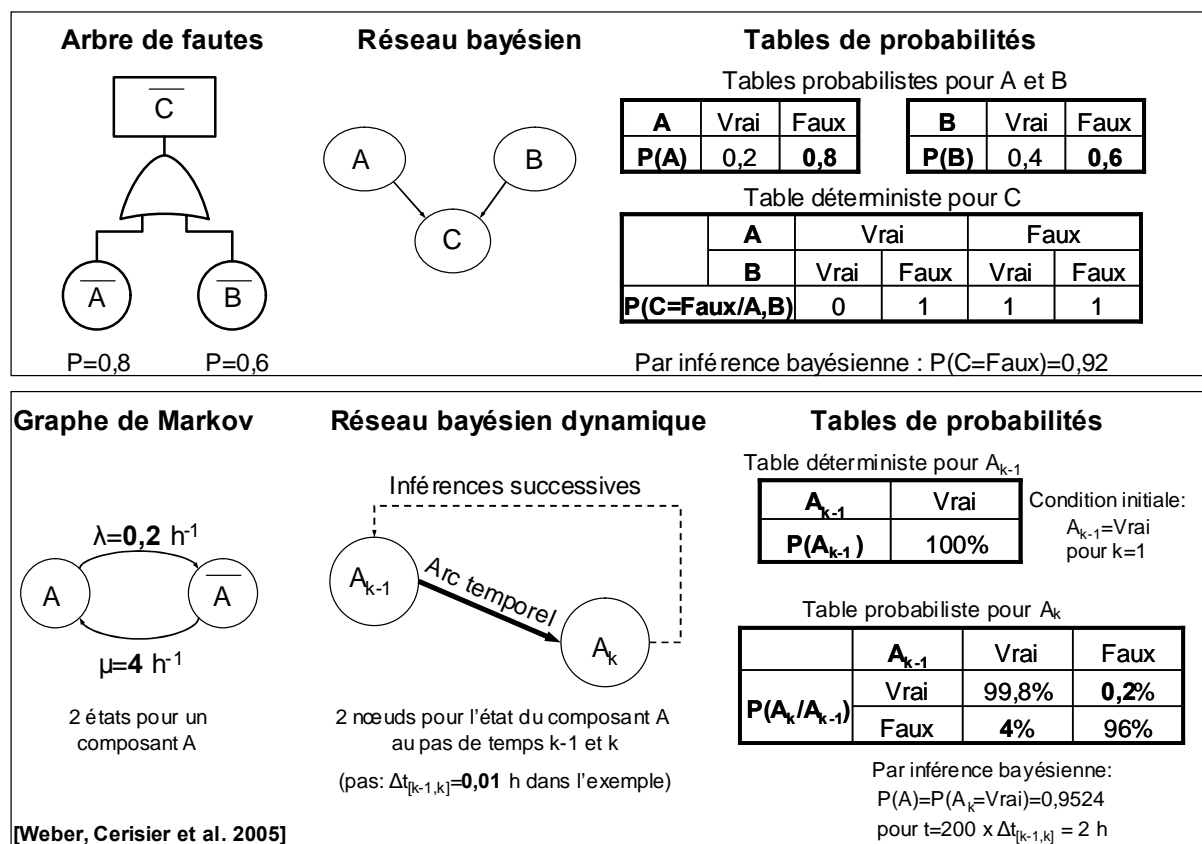 Arbre de fautes
C
A
B
P=0,8 P=0,6
Réseau bayésien
A B
C
Tables de probabilités
Tables probabilistes pour A et B
A Vrai Faux
P(A) 0,2 0,8
B Vrai Faux
P(B) 0,4 0,6
Table déterministe pour C
A Vrai Faux
B Vrai Faux Vrai Faux
P(C=Faux/A,B) 0 1 1 1
Par inférence bayésienne : P(C=Faux)=0,92
Graphe de Markov
λ=0,2 h-1
A A
µ=4 h-1
2 états pour un
composant A
[Weber, Cerisier et al. 2005]
Réseau bayésien dynamique
Inférences successives
Ak-1
Arc temporel
Ak
2 nœuds pour l'état du composant A
au pas de temps k-1 et k
(pas: Δt[k-1,k]=0,01 h dans l'exemple)
Tables de probabilités
Table déterministe pour Ak-1
Ak-1 Vrai
P(Ak-1) 100%
Condition initiale:
Ak-1=Vrai
pour k=1
Table probabiliste pour Ak
Ak-1 Vrai Faux
P(Ak/Ak-1) Vrai 99,8% 0,2%
Faux 4% 96%
Par inférence bayésienne:
P(A)=P(Ak=Vrai)=0,9524
pour t=200 x Δt[k-1,k] = 2 h